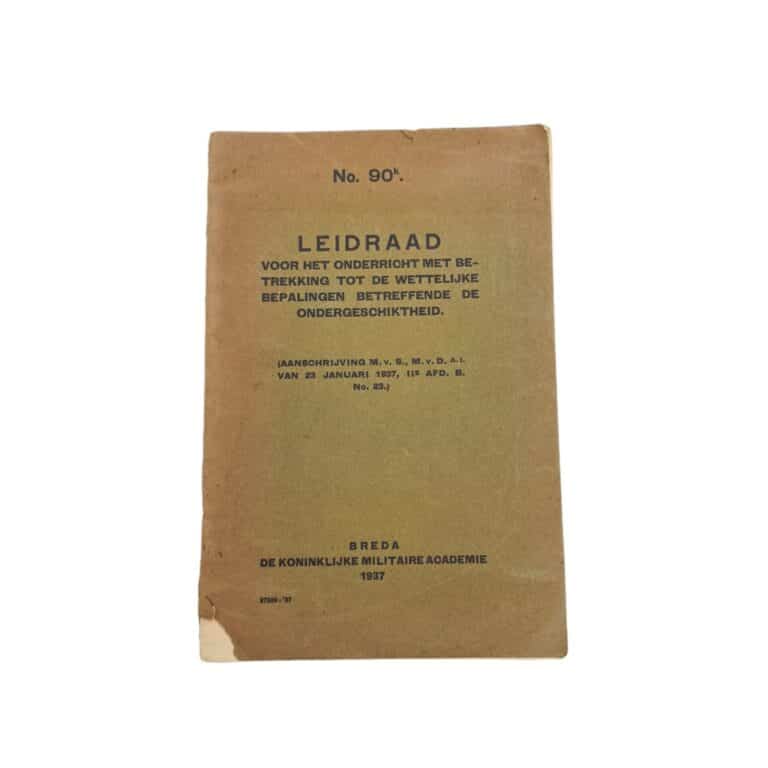 No. 90k.
LEIDRAAD
VOOR HET ONDERRICHT MET BE-
TREKKING TOT DE WETTELIJKE
BEPALINGEN BETREFFENDE DE
ONDERGESCHIKTHEID.
(AANSCHRIJVING M. v. S., M. v. D. A.I.
VAN 23 JANUARI 1937, IIe AFD. B.
No. 23.)
BREDA
DE KONINKLIJKE MILITAIRE ACADEMIE
1937